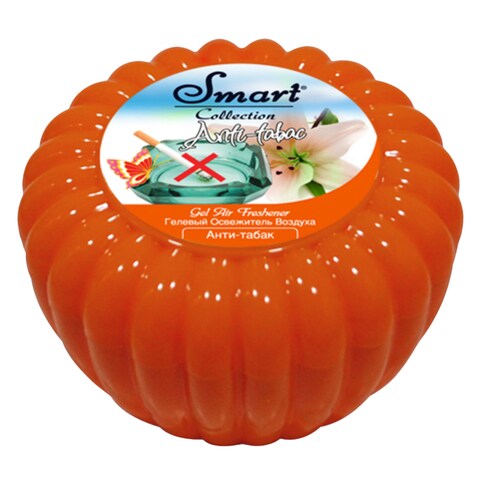 Smart®
Collection
Anti tabac
Gel Air Freshener
Гелевый Освежитель Воздуха
Анти-табак